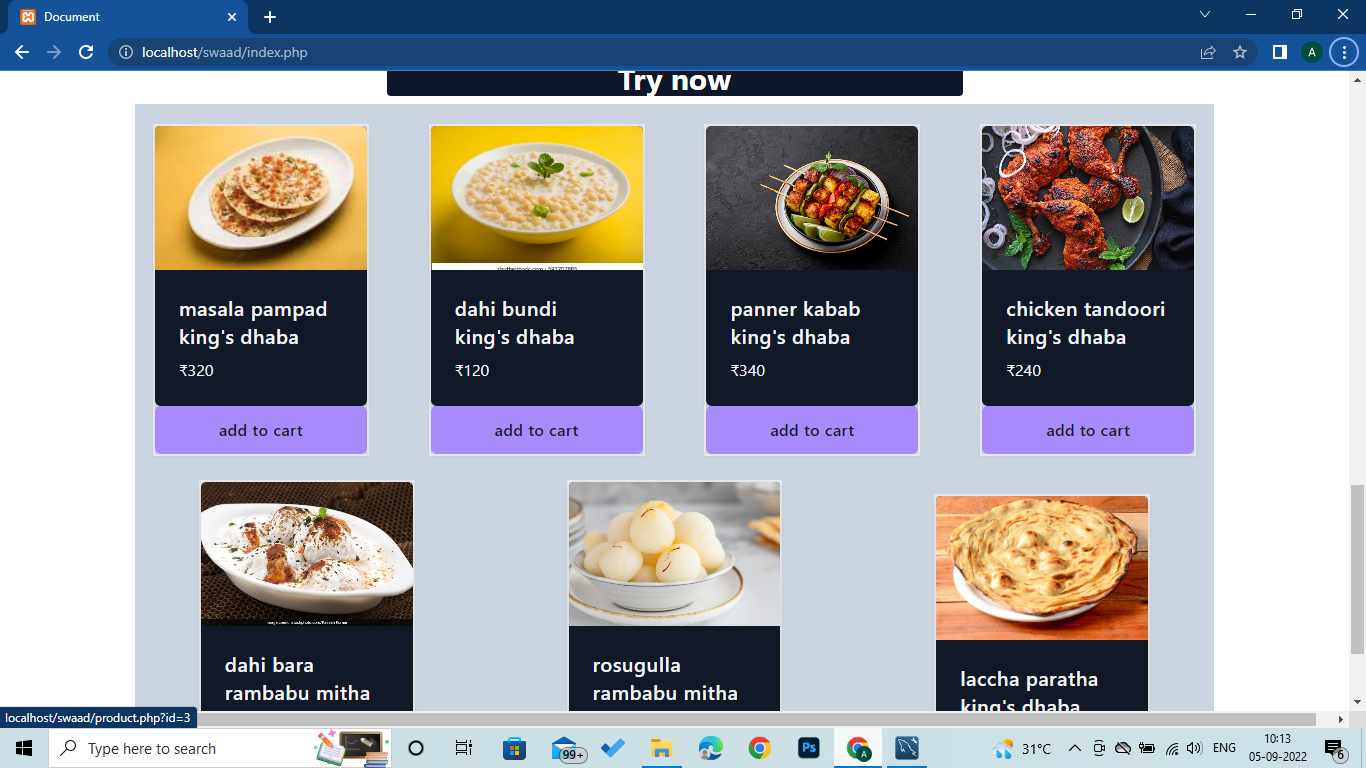 Document
localhost/swaad/index.php
A
Try now
masala pampad
king's dhaba
₹320
add to cart
dahi bundi
king's dhaba
₹120
add to cart
panner kabab
king's dhaba
₹340
add to cart
chicken tandoori
king's dhaba
₹240
add to cart
dahi bara
rambabu mitha
rosugulla
rambabu mitha
laccha paratha
king's dhaba
localhost/swaad/product.php?id=3
Type here to search
99+
Ps
A
31°C
ENG
10:13
05-09-2022
6